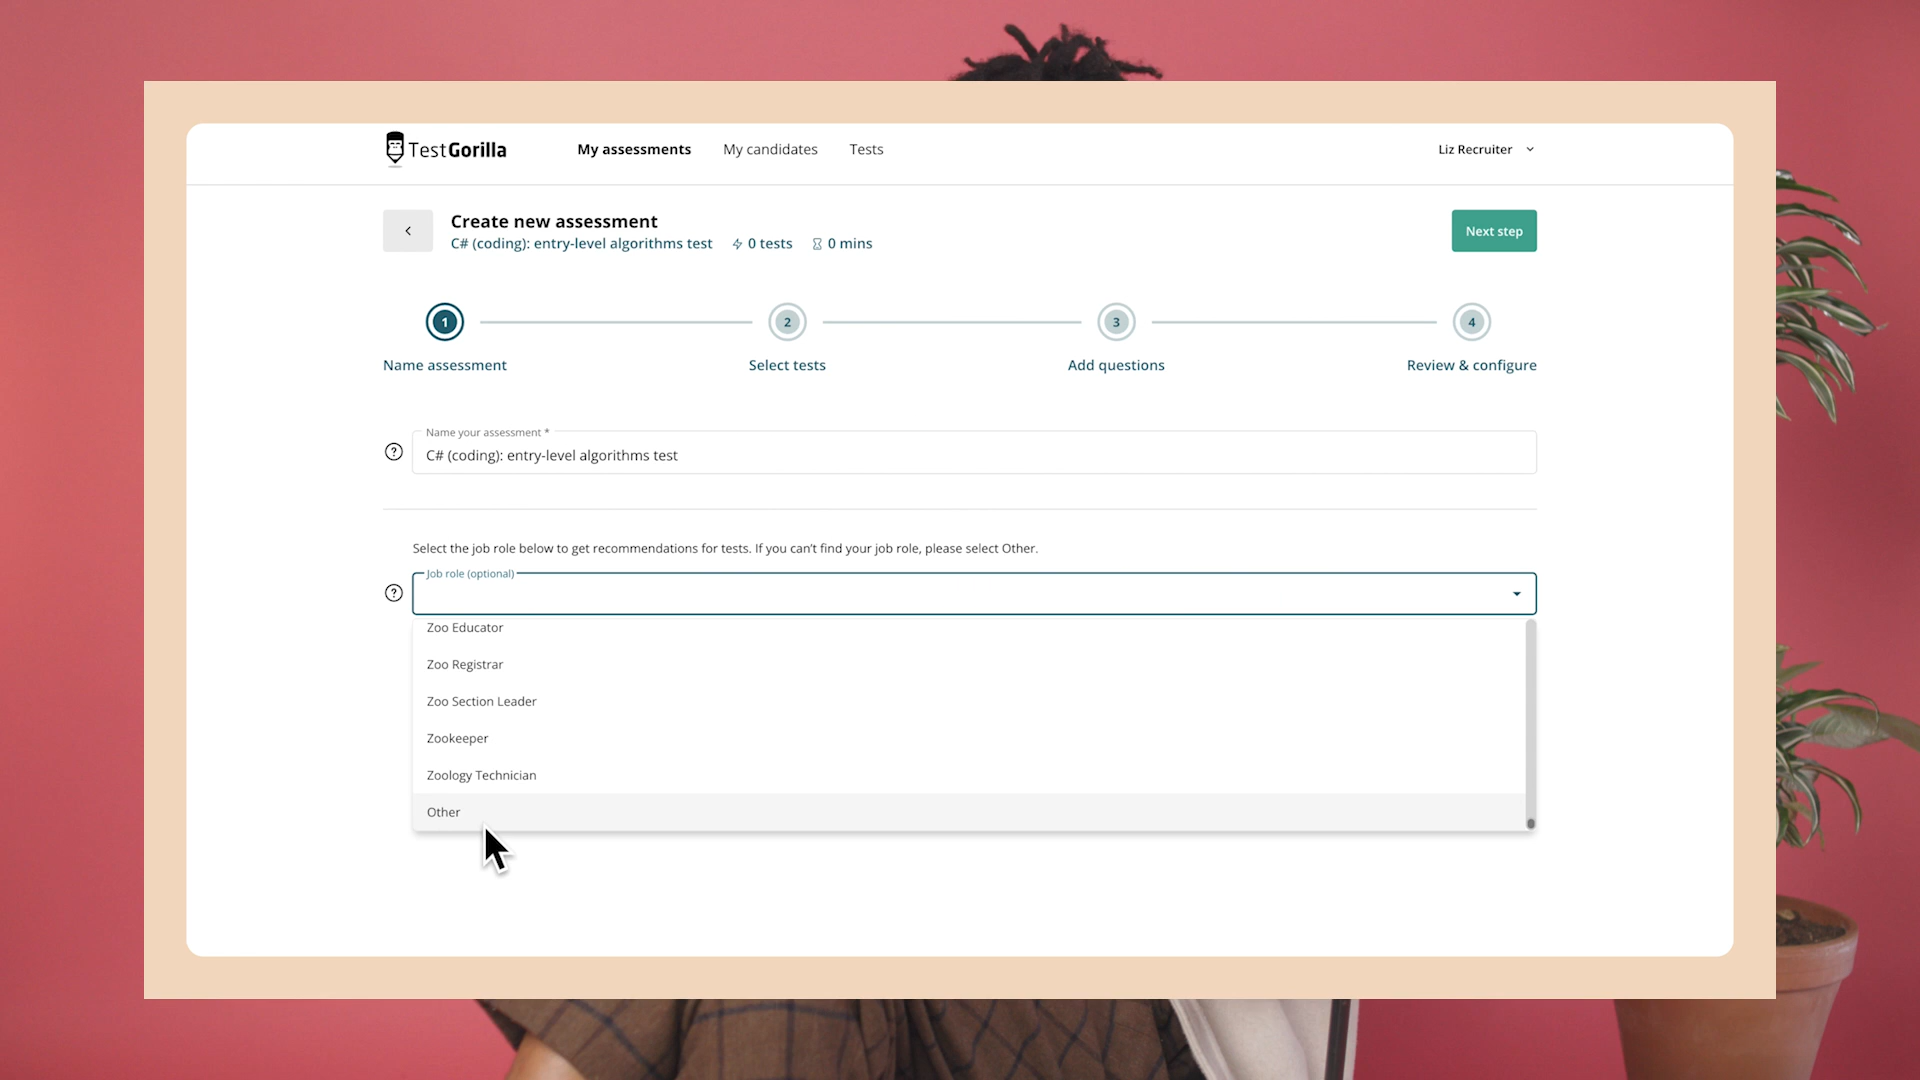 TestGorilla
My assessments
My candidates
Tests
Liz Recruiter
Create new assessment
C# (coding): entry-level algorithms test
0 tests
0 mins
Next step
1
2
3
4
Name assessment
Select tests
Add questions
Review & configure
Name your assessment *
C# (coding): entry-level algorithms test
Select the job role below to get recommendations for tests. If you can't find your job role, please select Other.
Job role (optional)
Zoo Educator
Zoo Registrar
Zoo Section Leader
Zookeeper
Zoology Technician
Other